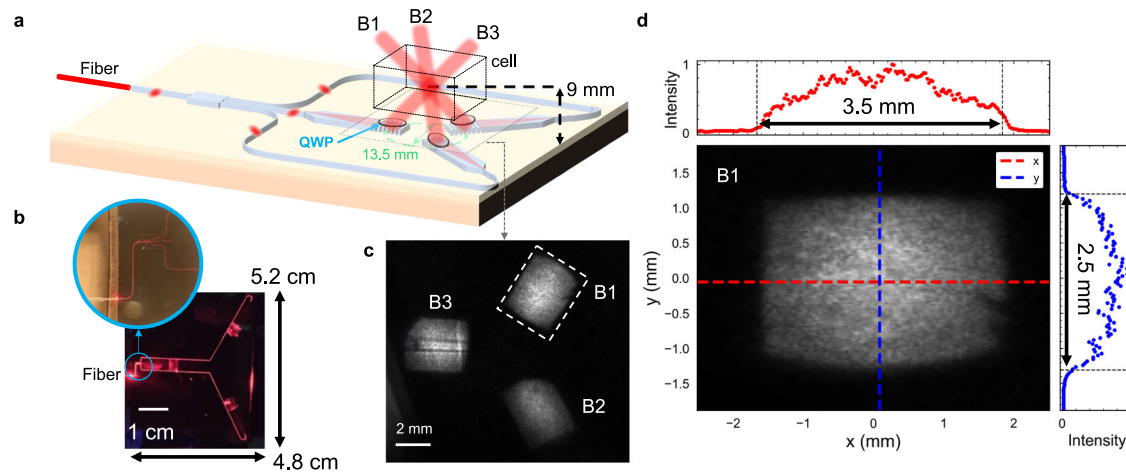 a
Fiber
B1
B2
B3
cell
9 mm
QWP
13.5 mm
b
5.2 cm
Fiber
1 cm
4.8 cm
c
B3
B1
B2
2 mm
d
Intensity
1
0
3.5 mm
B1
x
y
y (mm)
1.5
1.0
0.5
0.0
−0.5
−1.0
−1.5
−2
−1
0
1
2
x (mm)
2.5 mm
Intensity